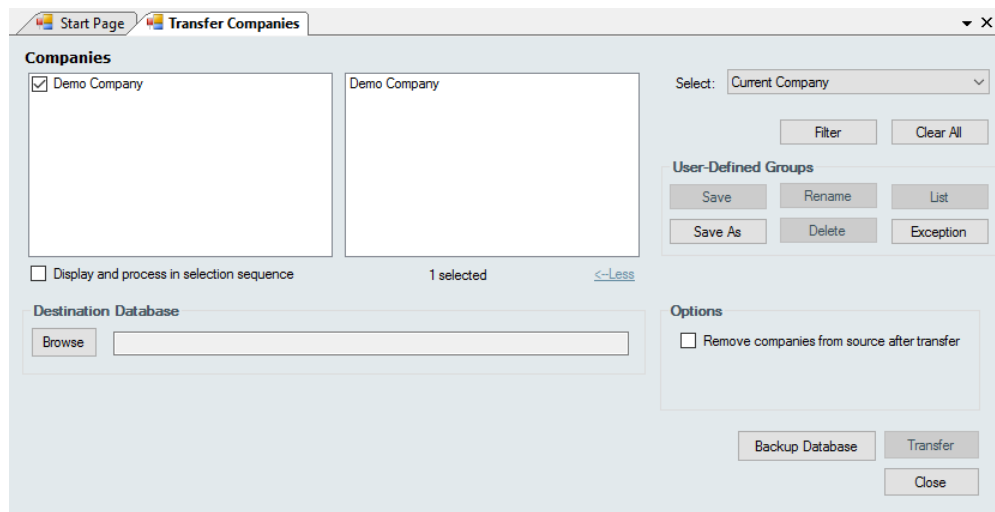 Start Page
Transfer Companies
Companies
Demo Company
Demo Company
Select: Current Company
Filter
Clear All
User-Defined Groups
Save
Rename
List
Save As
Delete
Exception
Display and process in selection sequence
1 selected
<--Less
Destination Database
Browse
Options
Remove companies from source after transfer
Backup Database
Transfer
Close